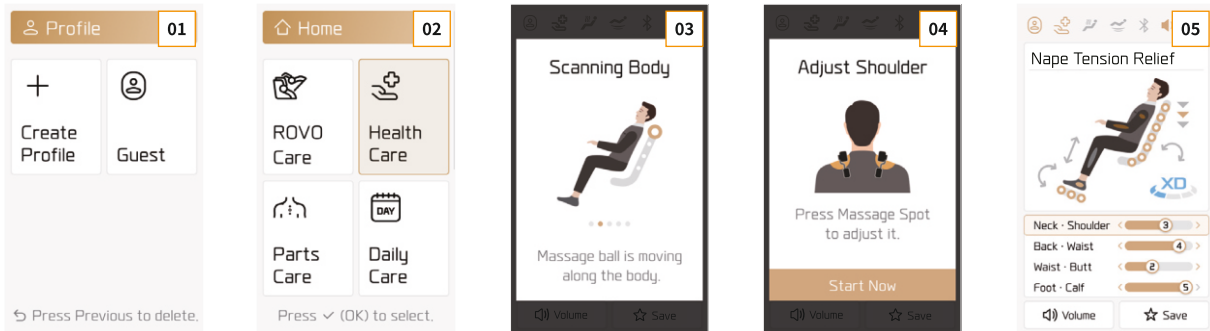 Profile
01
Create
Profile
Guest
Press Previous to delete.
Home
02
ROVO
Care
Health
Care
Parts
Care
DAY
Daily
Care
Press ✓ (OK) to select.
03
Scanning Body
Massage ball is moving
along the body.
Volume
Save
04
Adjust Shoulder
Press Massage Spot
to adjust it.
Start Now
Volume
Save
05
Nape Tension Relief
XD
Neck · Shoulder 3
Back · Waist 4
Waist · Butt 2
Foot · Calf 5
Volume
Save